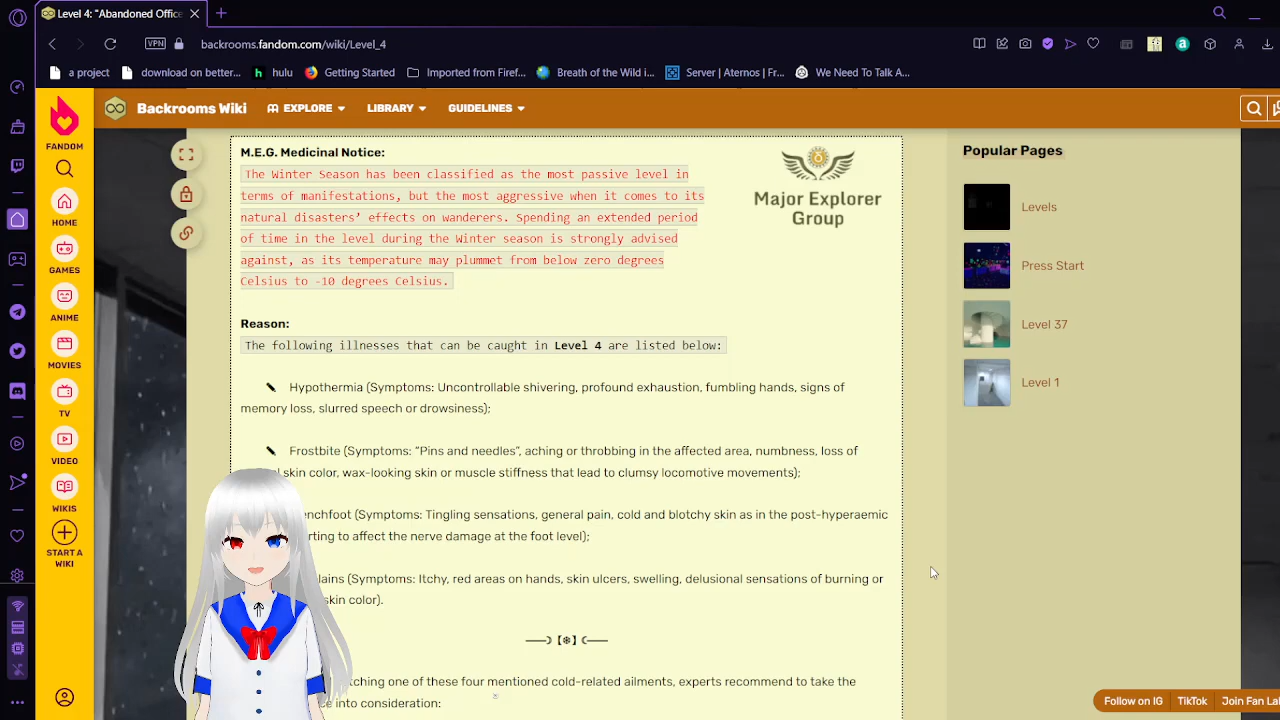 Level 4: "Abandoned Office
VPN
backrooms.fandom.com/wiki/Level_4
a project
download on better...
hulu
Getting Started
Imported from Firef...
Breath of the Wild i...
Server | Aternos | Fr...
We Need To Talk A...
FANDOM
HOME
GAMES
ANIME
MOVIES
TV
VIDEO
WIKIS
START A
WIKI
Backrooms Wiki
EXPLORE
LIBRARY
GUIDELINES
M.E.G. Medicinal Notice:
The Winter Season has been classified as the most passive level in
terms of manifestations, but the most aggressive when it comes to its
natural disasters’ effects on wanderers. Spending an extended period
of time in the level during the Winter season is strongly advised
against, as its temperature may plummet from below zero degrees
Celsius to -10 degrees Celsius.
Major Explorer
Group
Reason:
The following illnesses that can be caught in Level 4 are listed below:
Hypothermia (Symptoms: Uncontrollable shivering, profound exhaustion, fumbling hands, signs of
memory loss, slurred speech or drowsiness);
Frostbite (Symptoms: “Pins and needles”, aching or throbbing in the affected area, numbness, loss of
skin color, wax-looking skin or muscle stiffness that lead to clumsy locomotive movements);
(Symptoms: Tingling sensations, general pain, cold and blotchy skin as in the post-hyperaemic
to affect the nerve damage at the foot level);
(Symptoms: Itchy, red areas on hands, skin ulcers, swelling, delusional sensations of burning or
skin color).
one of these four mentioned cold-related ailments, experts recommend to take the
into consideration:
Popular Pages
Levels
Press Start
Level 37
Level 1
Follow on IG
TikTok
Join Fan Lab